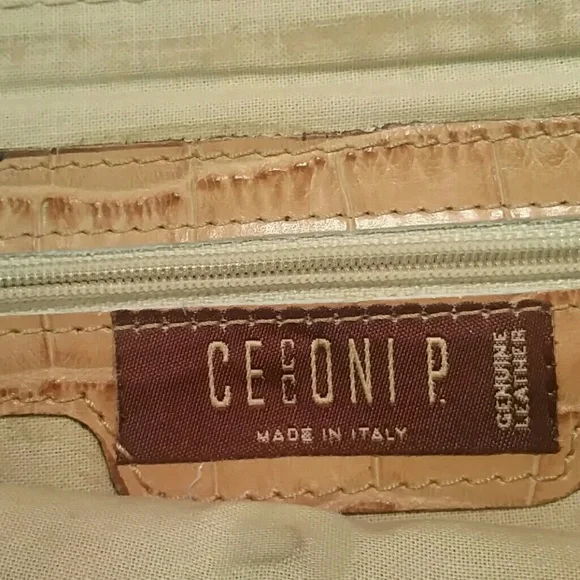 CECCONI P.
MADE IN ITALY
GENUINE
LEATHER